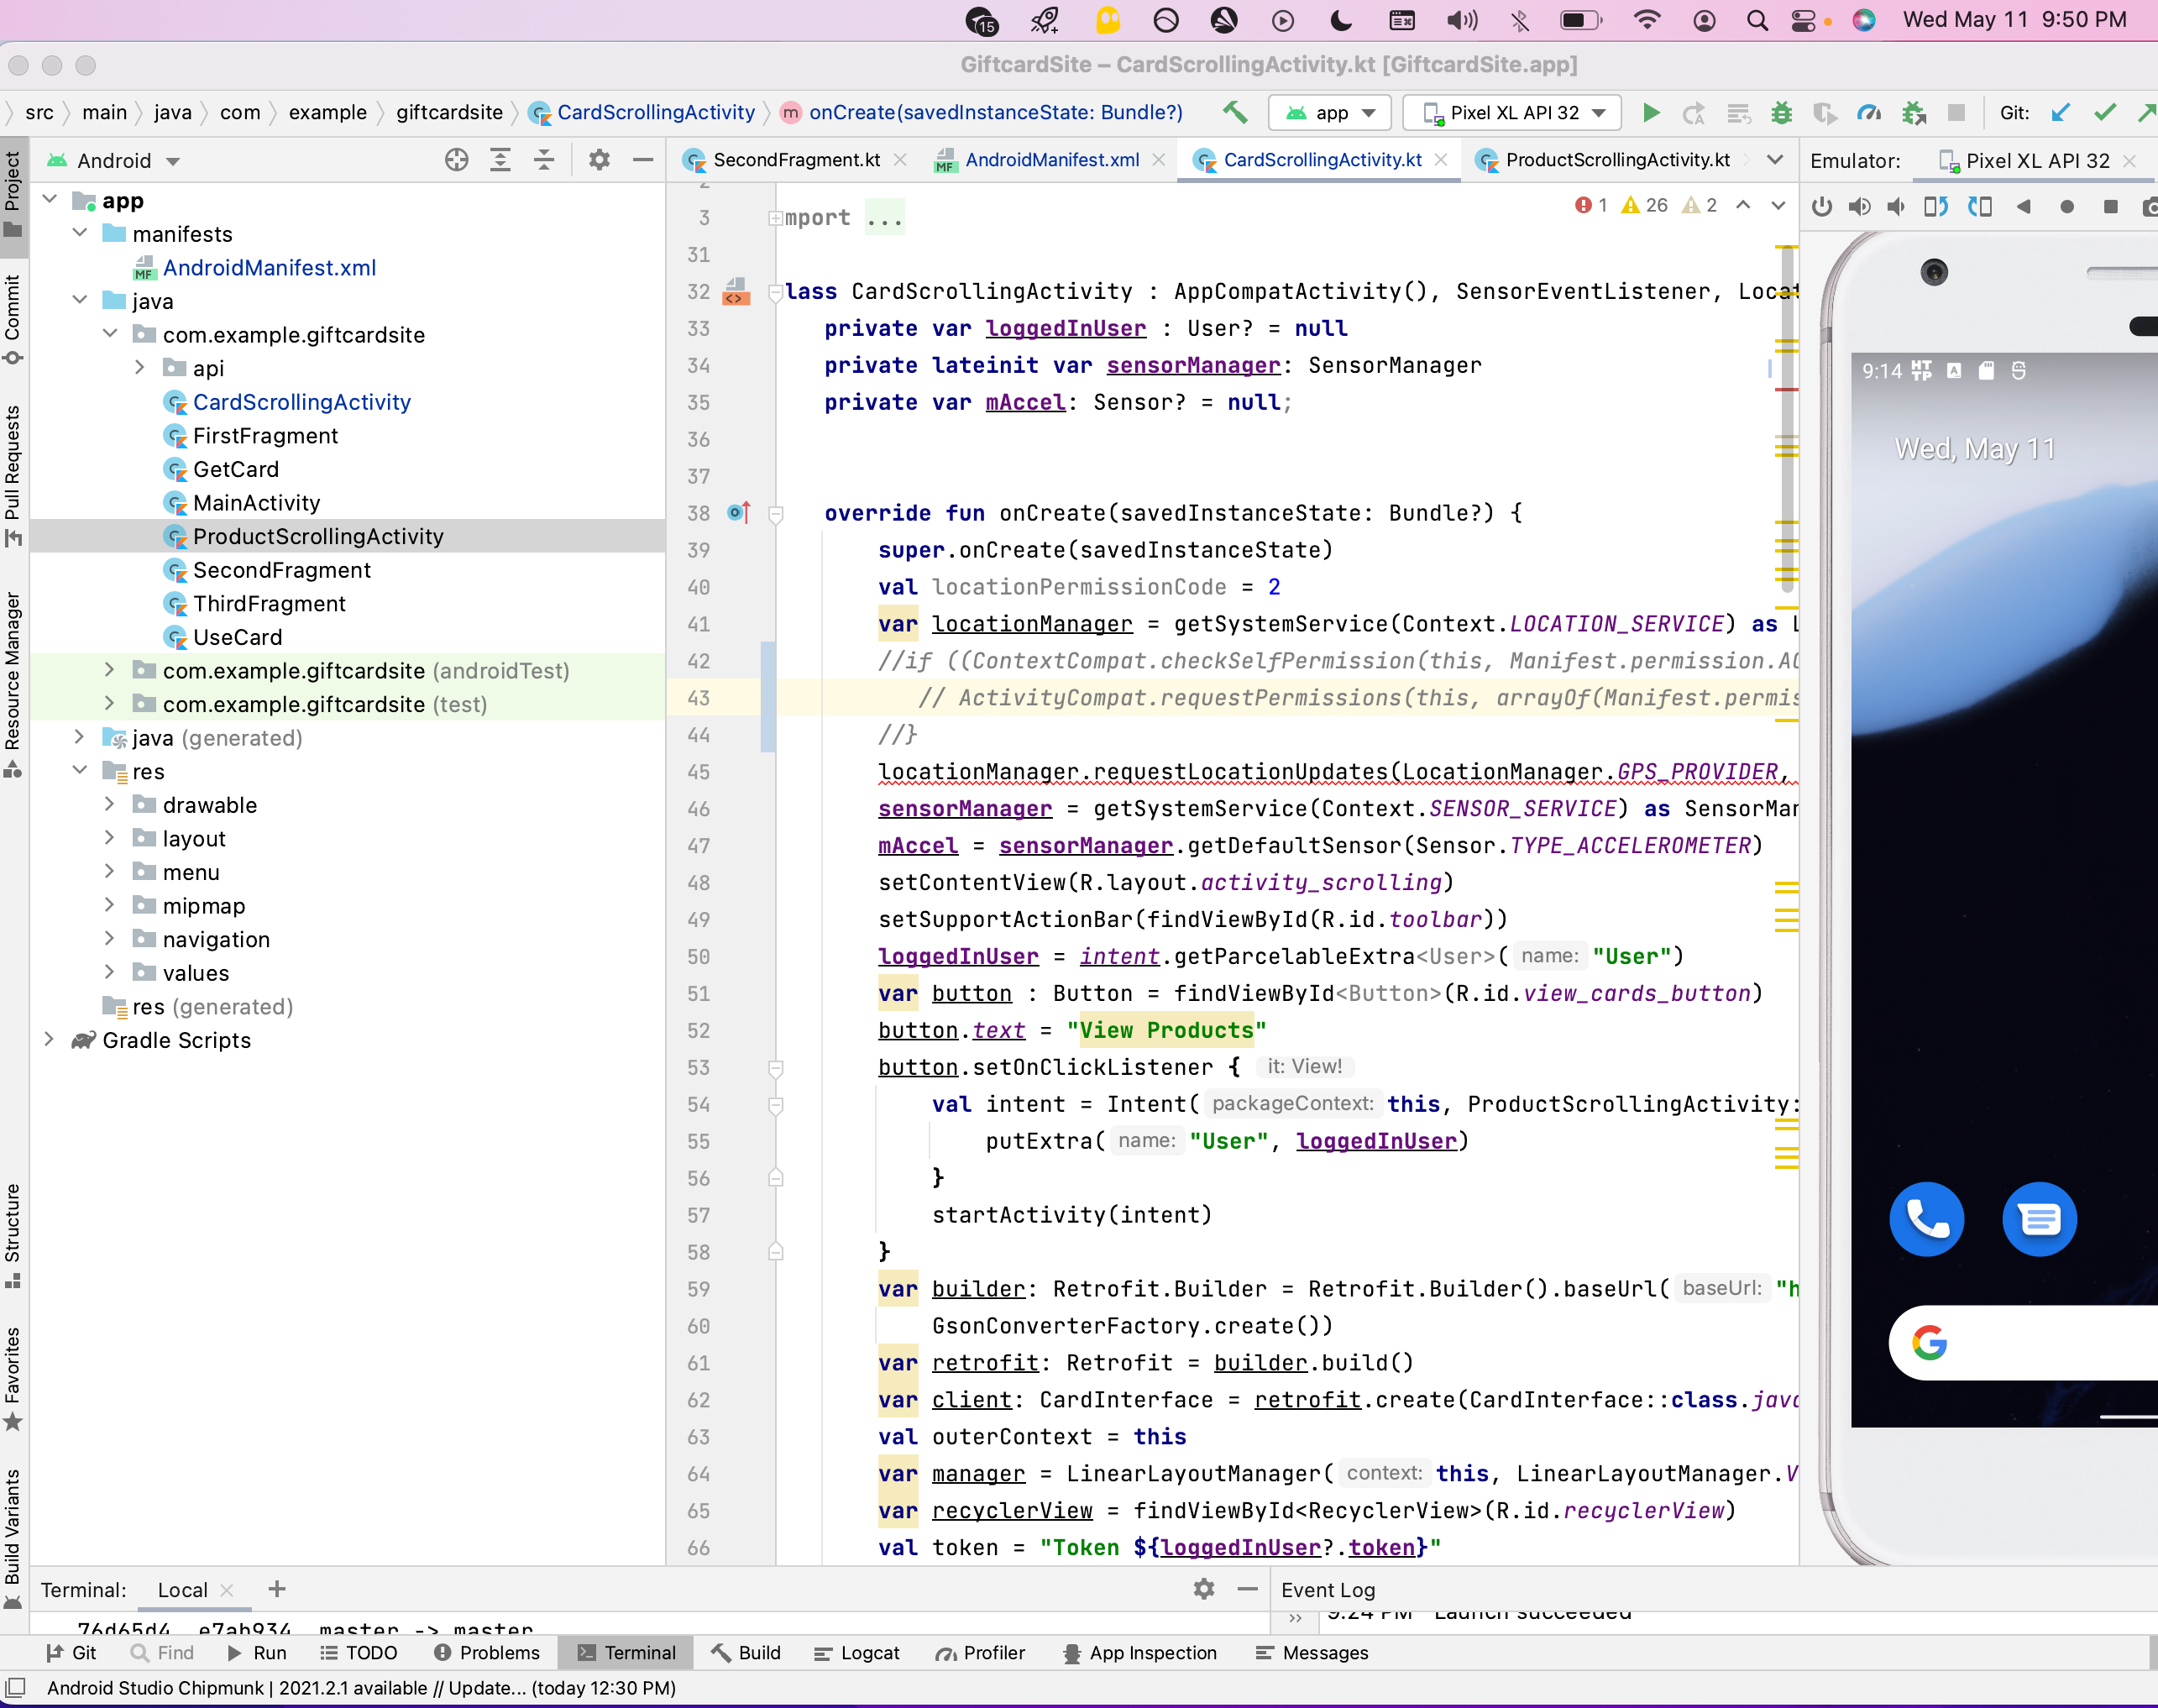 15
Wed May 11 9:50 PM
GiftcardSite – CardScrollingActivity.kt [GiftcardSite.app]
src main java com example giftcardsite CardScrollingActivity m onCreate(savedInstanceState: Bundle?) app Pixel XL API 32 Git:
Project
Commit
Pull Requests
Resource Manager
Structure
Favorites
Build Variants
Android
app
manifests
MF AndroidManifest.xml
java
com.example.giftcardsite
api
CardScrollingActivity
FirstFragment
GetCard
MainActivity
ProductScrollingActivity
SecondFragment
ThirdFragment
UseCard
com.example.giftcardsite (androidTest)
com.example.giftcardsite (test)
java (generated)
res
drawable
layout
menu
mipmap
navigation
values
res (generated)
Gradle Scripts
SecondFragment.kt MF AndroidManifest.xml CardScrollingActivity.kt ProductScrollingActivity.kt
1 26 2
2
3 mport ...
31
32 lass CardScrollingActivity : AppCompatActivity(), SensorEventListener, Locat
33 private var loggedInUser : User? = null
34 private lateinit var sensorManager: SensorManager
35 private var mAccel: Sensor? = null;
36
37
38 override fun onCreate(savedInstanceState: Bundle?) {
39 super.onCreate(savedInstanceState)
40 val locationPermissionCode = 2
41 var locationManager = getSystemService(Context.LOCATION_SERVICE) as L
42 //if ((ContextCompat.checkSelfPermission(this, Manifest.permission.AC
43 // ActivityCompat.requestPermissions(this, arrayOf(Manifest.permis
44 //}
45 locationManager.requestLocationUpdates(LocationManager.GPS_PROVIDER,
46 sensorManager = getSystemService(Context.SENSOR_SERVICE) as SensorMan
47 mAccel = sensorManager.getDefaultSensor(Sensor.TYPE_ACCELEROMETER)
48 setContentView(R.layout.activity_scrolling)
49 setSupportActionBar(findViewById(R.id.toolbar))
50 loggedInUser = intent.getParcelableExtra<User>( name: "User")
51 var button : Button = findViewById<Button>(R.id.view_cards_button)
52 button.text = "View Products"
53 button.setOnClickListener { it: View!
54 val intent = Intent( packageContext: this, ProductScrollingActivity:
55 putExtra( name: "User", loggedInUser)
56 }
57 startActivity(intent)
58 }
59 var builder: Retrofit.Builder = Retrofit.Builder().baseUrl( baseUrl: "h
60 GsonConverterFactory.create())
61 var retrofit: Retrofit = builder.build()
62 var client: CardInterface = retrofit.create(CardInterface::class.java
63 val outerContext = this
64 var manager = LinearLayoutManager( context: this, LinearLayoutManager.V
65 var recyclerView = findViewById<RecyclerView>(R.id.recyclerView)
66 val token = "Token ${loggedInUser?.token}"
Emulator: Pixel XL API 32
9:14 HTTP A
Wed, May 11
G
Terminal: Local
76d65d4..e7ab934 master -> master
Event Log
9:24 PM Launch succeeded
Git Find Run TODO Problems Terminal Build Logcat Profiler App Inspection Messages
Android Studio Chipmunk | 2021.2.1 available // Update... (today 12:30 PM)